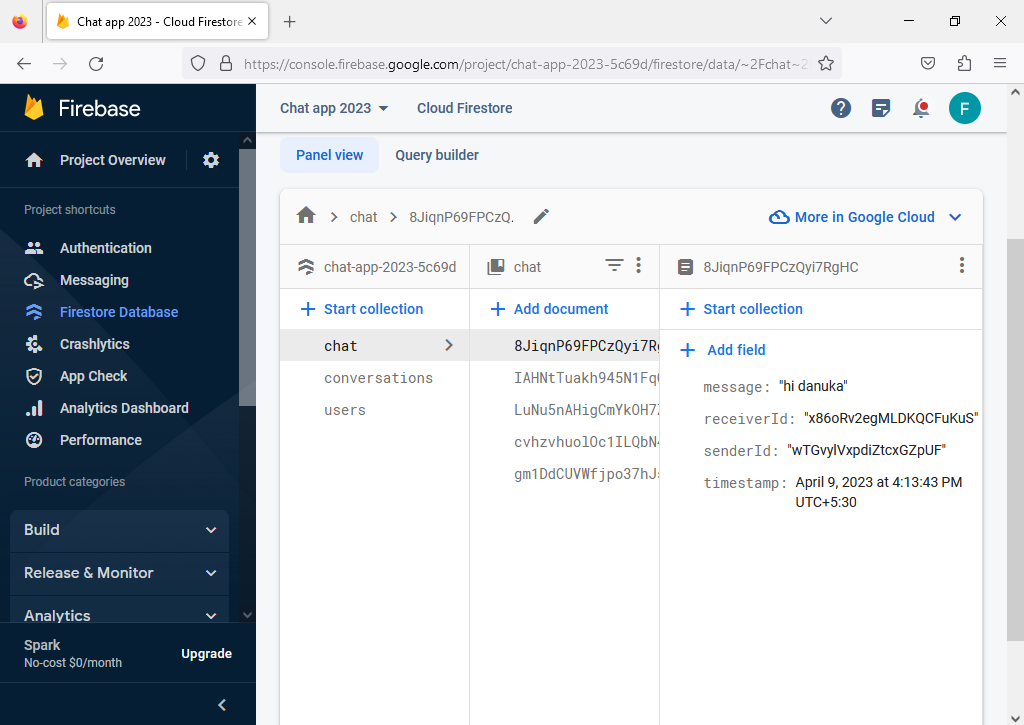 Chat app 2023 - Cloud Firestore
https://console.firebase.google.com/project/chat-app-2023-5c69d/firestore/data/~2Fchat~2
Firebase
Chat app 2023
Cloud Firestore
F
Project Overview
Panel view
Query builder
Project shortcuts
chat
8JiqnP69FPCzQ.
More in Google Cloud
Authentication
Messaging
Firestore Database
Crashlytics
App Check
Analytics Dashboard
Performance
Product categories
Build
Release & Monitor
Analytics
Spark
No-cost $0/month
Upgrade
chat-app-2023-5c69d
Start collection
chat
conversations
users
chat
Add document
8JiqnP69FPCzQyi7Rg
IAHNtTuakh945N1Fq
LuNu5nAHigCmYkOH7
cvhzvhuolOc1ILQbN
gm1DdCUVWfjpo37hJ
8JiqnP69FPCzQyi7RgHC
Start collection
Add field
message: "hi danuka"
receiverId: "x86oRv2egMLDKQCFuKuS"
senderId: "wTGvylVxpdiZtcxGZpUF"
timestamp: April 9, 2023 at 4:13:43 PM
UTC+5:30